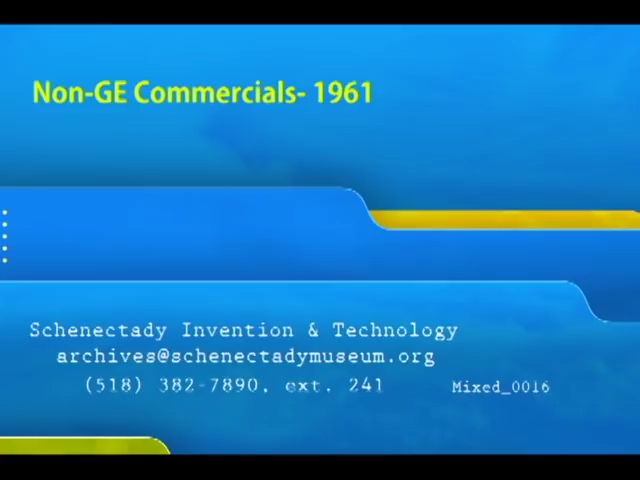 Non-GE Commercials- 1961
Schenectady Invention & Technology
archives@schenectadymuseum.org
(518) 382-7890, ext. 241
Mixed_0016